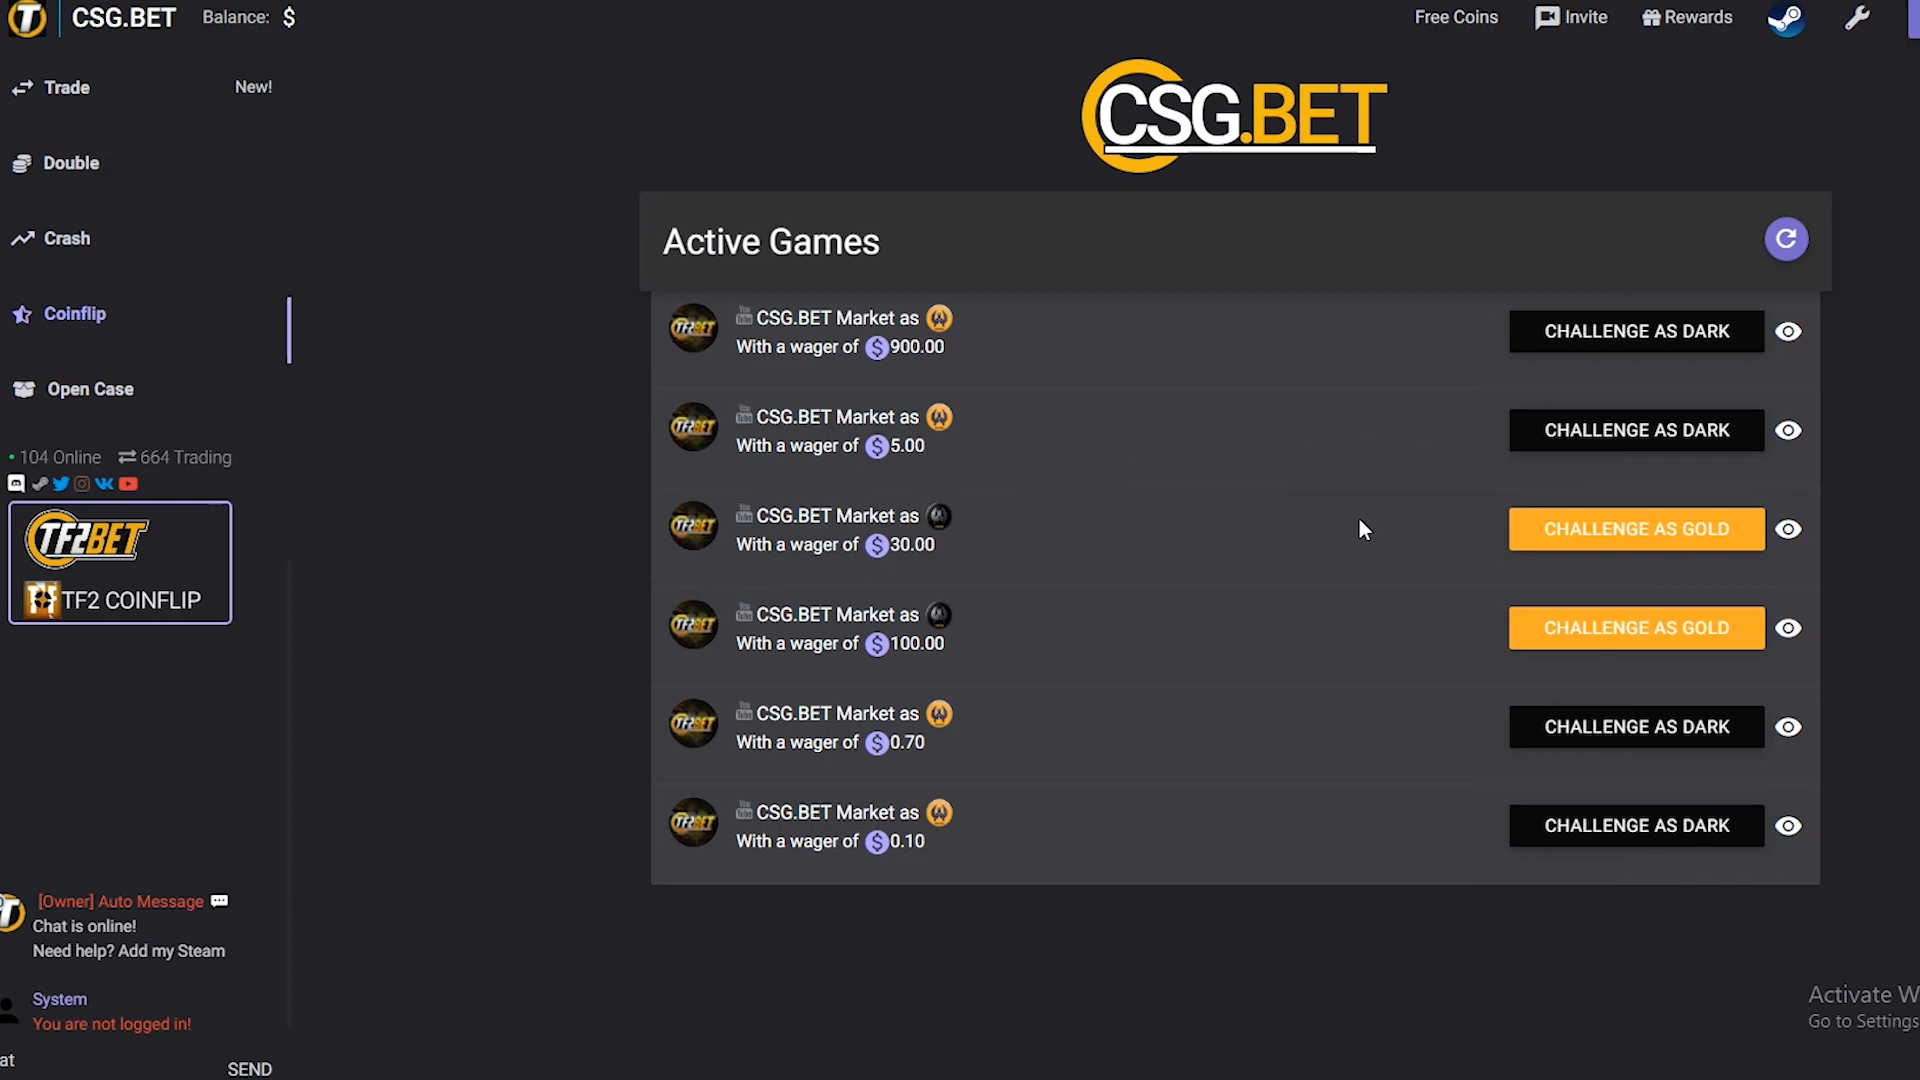 CSG.BET Balance: $ Free Coins Invite Rewards
Trade New!
Double
Crash
Coinflip
Open Case
• 104 Online 664 Trading
TF2BET
TF2 COINFLIP
[Owner] Auto Message
Chat is online!
Need help? Add my Steam
System
You are not logged in!
at SEND
CSG.BET
Active Games
CSG.BET Market as
With a wager of $900.00
CHALLENGE AS DARK
CSG.BET Market as
With a wager of $5.00
CHALLENGE AS DARK
CSG.BET Market as
With a wager of $30.00
CHALLENGE AS GOLD
CSG.BET Market as
With a wager of $100.00
CHALLENGE AS GOLD
CSG.BET Market as
With a wager of $0.70
CHALLENGE AS DARK
CSG.BET Market as
With a wager of $0.10
CHALLENGE AS DARK
Activate W
Go to Settings